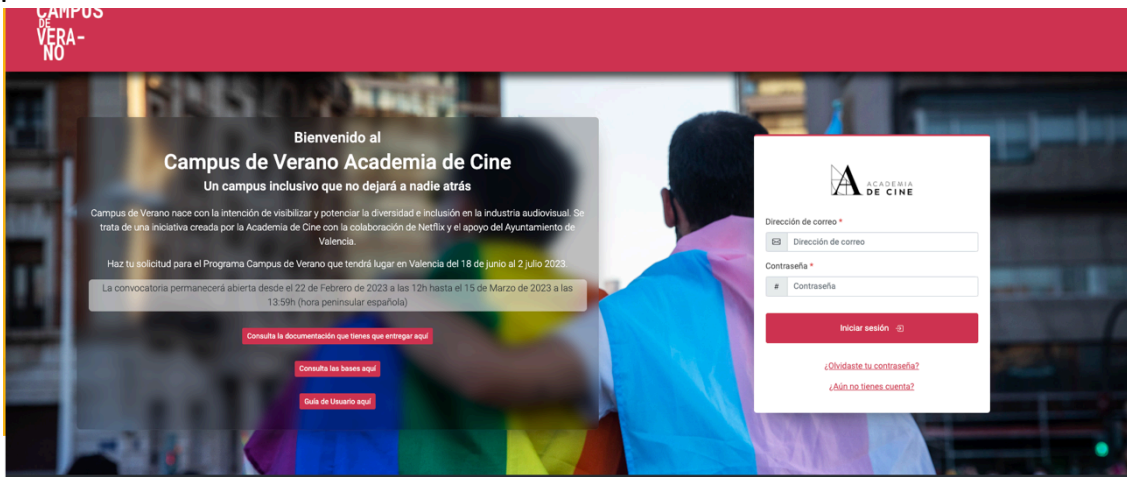 CAMPUS
DE
VERA-
NO
Bienvenido al
Campus de Verano Academia de Cine
Un campus inclusivo que no dejará a nadie atrás
Campus de Verano nace con la intención de visibilizar y potenciar la diversidad e inclusión en la industria audiovisual. Se
trata de una iniciativa creada por la Academia de Cine con la colaboración de Netflix y el apoyo del Ayuntamiento de
Valencia.
Haz tu solicitud para el Programa Campus de Verano que tendrá lugar en Valencia del 18 de junio al 2 julio 2023.
La convocatoria permanecerá abierta desde el 22 de Febrero de 2023 a las 12h hasta el 15 de Marzo de 2023 a las
13:59h (hora peninsular española)
Consulta la documentación que tienes que entregar aquí
Consulta las bases aquí
Guía de Usuario aquí
ACADEMIA
DE CINE
Dirección de correo *
Dirección de correo
Contraseña *
# Contraseña
Iniciar sesión
¿Olvidaste tu contraseña?
¿Aún no tienes cuenta?